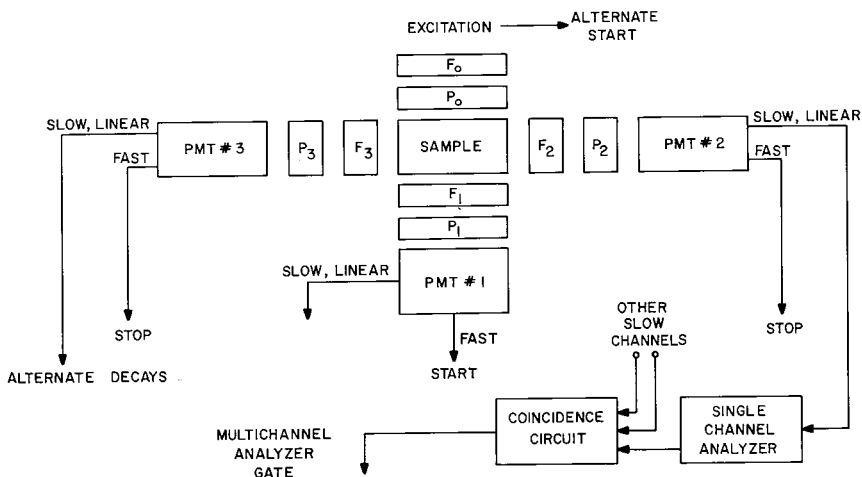 EXCITATION
ALTERNATE
START
F₀
P₀
SLOW, LINEAR
PMT #3
P₃
F₃
SAMPLE
F₂
P₂
PMT #2
SLOW, LINEAR
FAST
FAST
F₁
P₁
SLOW, LINEAR
PMT #1
OTHER
SLOW
CHANNELS
STOP
FAST
STOP
START
ALTERNATE DECAYS
COINCIDENCE
CIRCUIT
SINGLE
CHANNEL
ANALYZER
MULTICHANNEL
ANALYZER
GATE